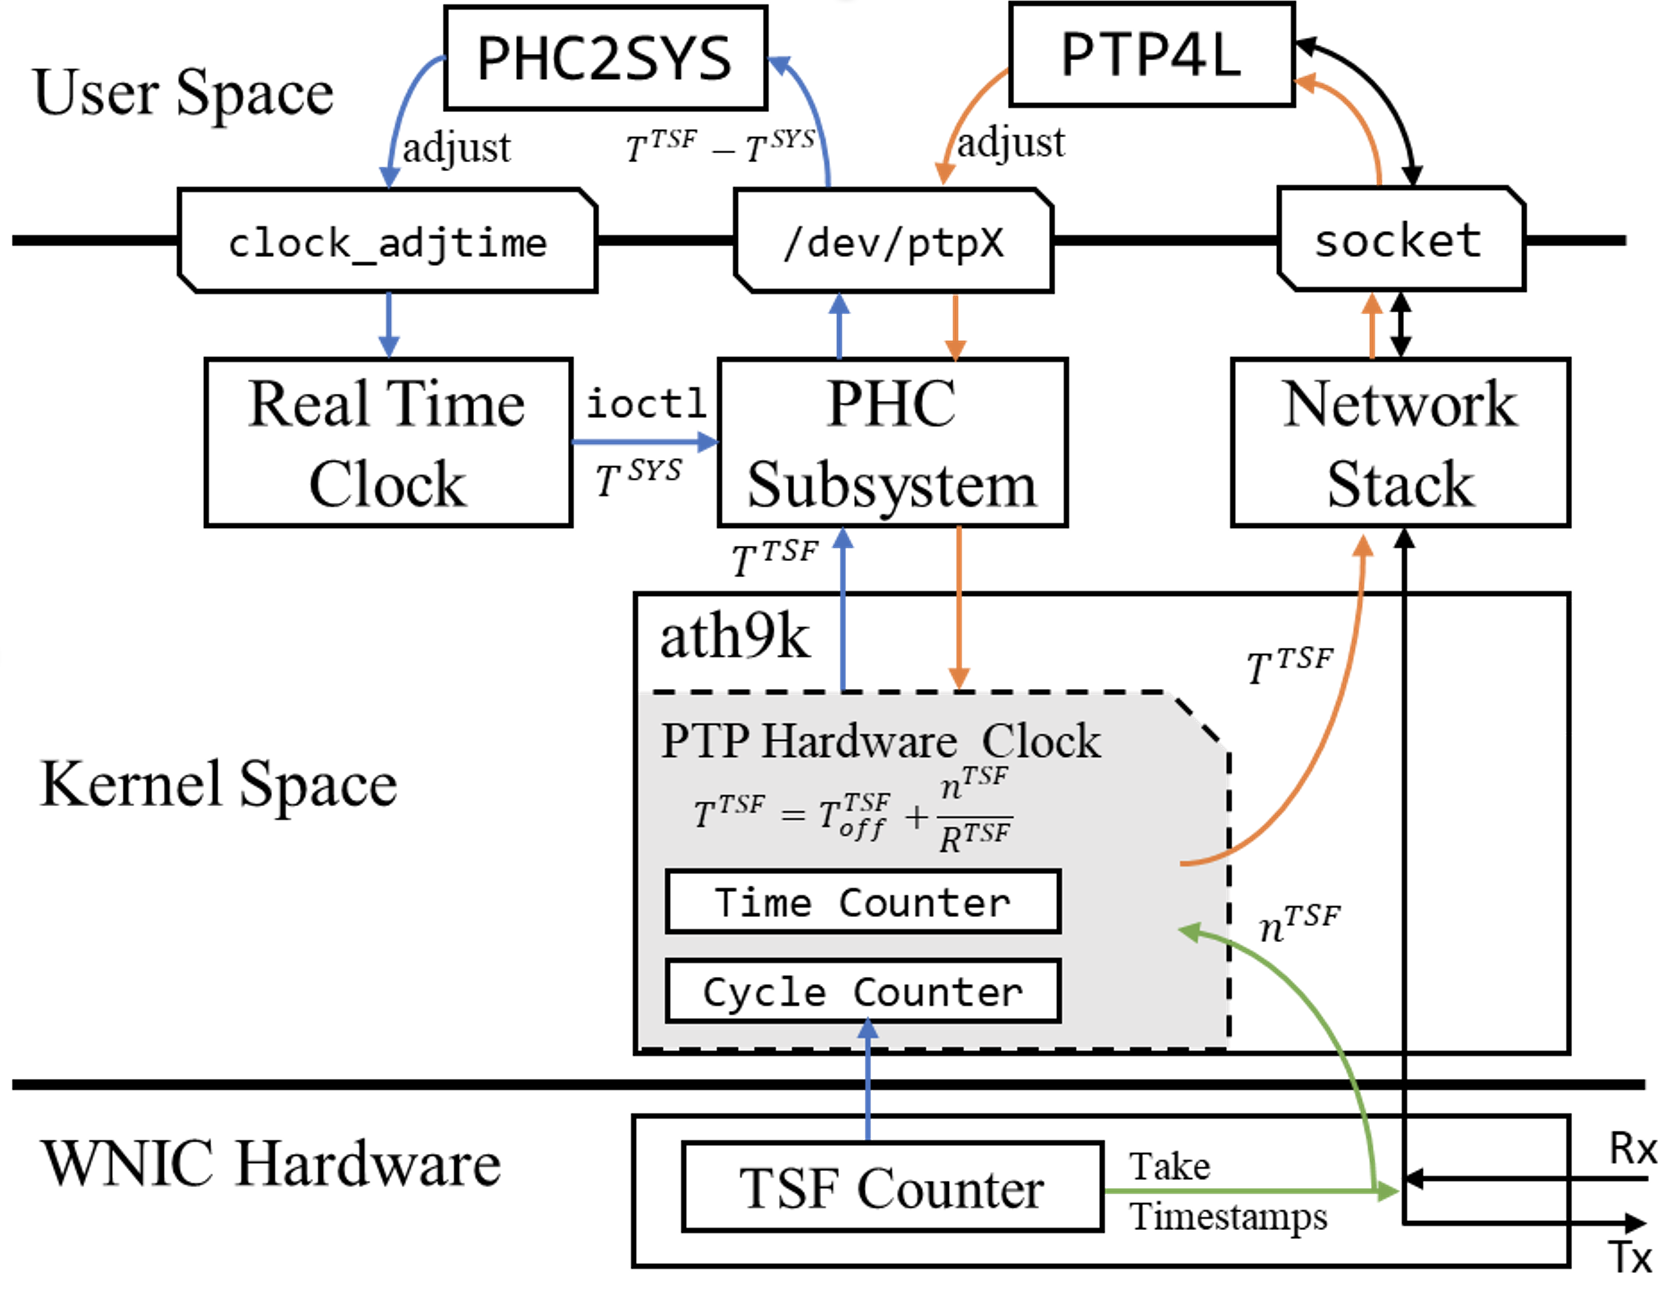 PHC2SYS
PTP4L
User Space
adjust
T^{TSF} − T^{SYS}
adjust
clock_adjtime
/dev/ptpX
socket
Real Time
Clock
ioctl
T^{SYS}
PHC
Subsystem
Network
Stack
T^{TSF}
ath9k
T^{TSF}
Kernel Space
PTP Hardware Clock
T^{TSF} = T_{off}^{TSF} + \frac{n^{TSF}}{R^{TSF}}
Time Counter
n^{TSF}
Cycle Counter
WNIC Hardware
TSF Counter
Take
Timestamps
Rx
Tx